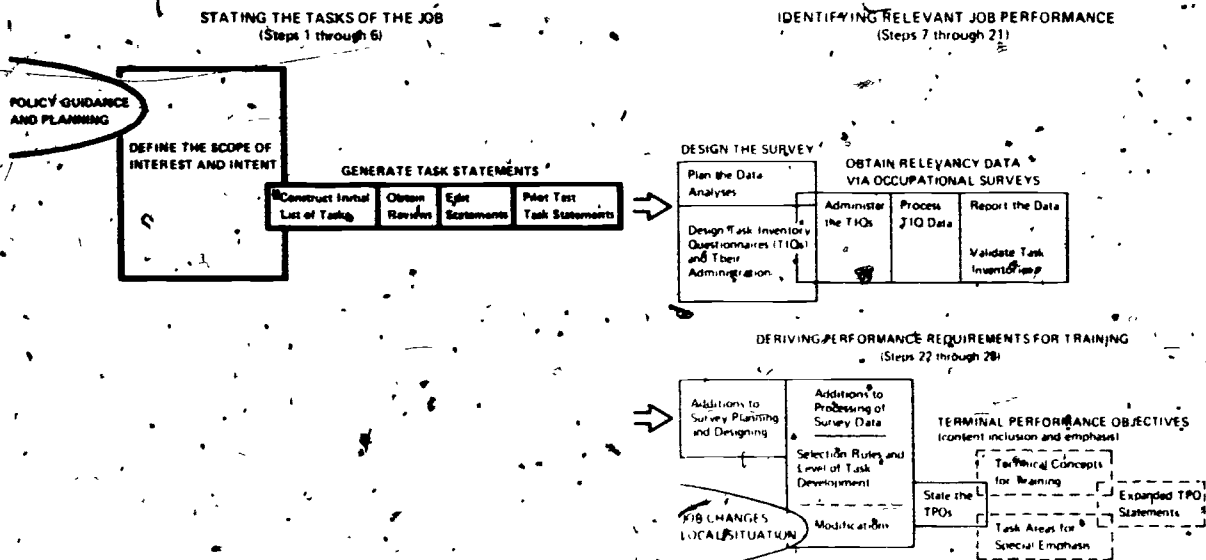 STATING THE TASKS OF THE JOB
(Steps 1 through 6)
POLICY GUIDANCE
AND PLANNING
DEFINE THE SCOPE OF
INTEREST AND INTENT
GENERATE TASK STATEMENTS
Construct Initial
List of Tasks
Obtain
Reviews
Edit
Statements
Pilot Test
Task Statements
IDENTIFYING RELEVANT JOB PERFORMANCE
(Steps 7 through 21)
DESIGN THE SURVEY
Plan the Data
Analyses
Design Task Inventory
Questionnaires (TIQs)
and Their
Administration
OBTAIN RELEVANCY DATA
VIA OCCUPATIONAL SURVEYS
Administer
the TIQs
Process
TIQ Data
Report the Data
Validate Task
Inventories
DERIVING PERFORMANCE REQUIREMENTS FOR TRAINING
(Steps 22 through 28)
Additions to
Survey Planning
and Designing
Additions to
Processing of
Survey Data
Selection Rules and
Level of Task
Development
Modifications
JOB CHANGES
LOCAL SITUATION
State the
TPOs
TERMINAL PERFORMANCE OBJECTIVES
(content inclusion and emphasis)
Technical Concepts
for Training
Task Areas for
Special Emphasis
Expanded TPO
Statements